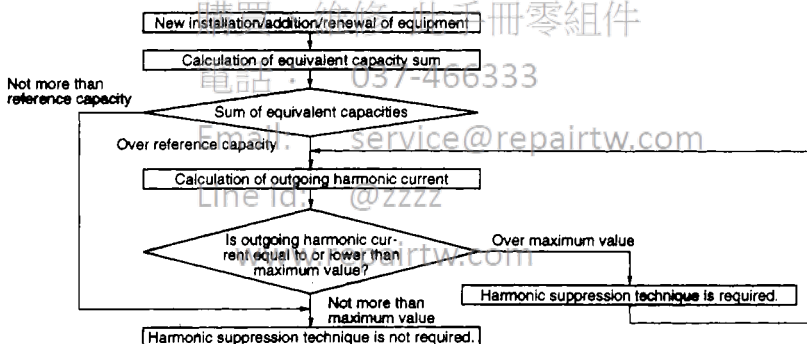 購買、維修 此手冊零組件
New installation/addition/renewal of equipment
Calculation of equivalent capacity sum
電話： 037-466333
Not more than
reference capacity
Sum of equivalent capacities
Over reference capacity
Email: service@repairtw.com
Calculation of outgoing harmonic current
Line id: @zzzz
Is outgoing harmonic cur-
rent equal to or lower than
maximum value?
Over maximum value
www.repairtw.com
Harmonic suppression technique is required.
Not more than
maximum value
Harmonic suppression technique is not required.